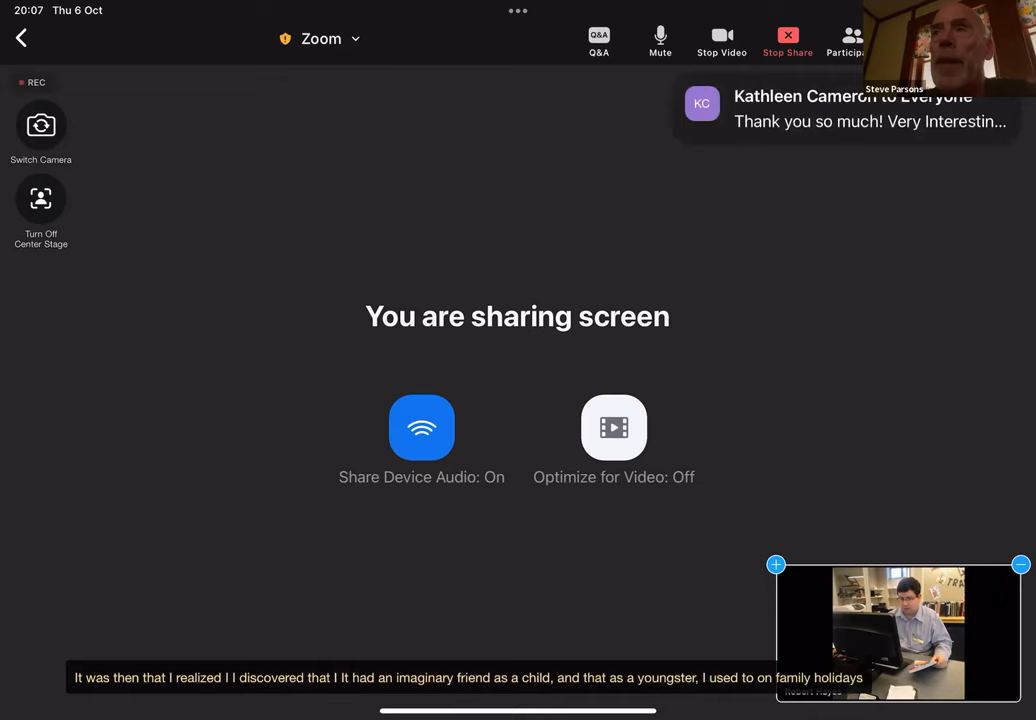 20:07 Thu 6 Oct
Zoom
Q&A
Q&A
Mute
Stop Video
Stop Share
Participa
Steve Parsons
REC
KC
Kathleen Cameron to Everyone
Thank you so much! Very Interestin...
Switch Camera
Turn Off
Center Stage
You are sharing screen
Share Device Audio: On
Optimize for Video: Off
It was then that I realized I I discovered that I It had an imaginary friend as a child, and that as a youngster, I used to on family holidays
Robert Hayes